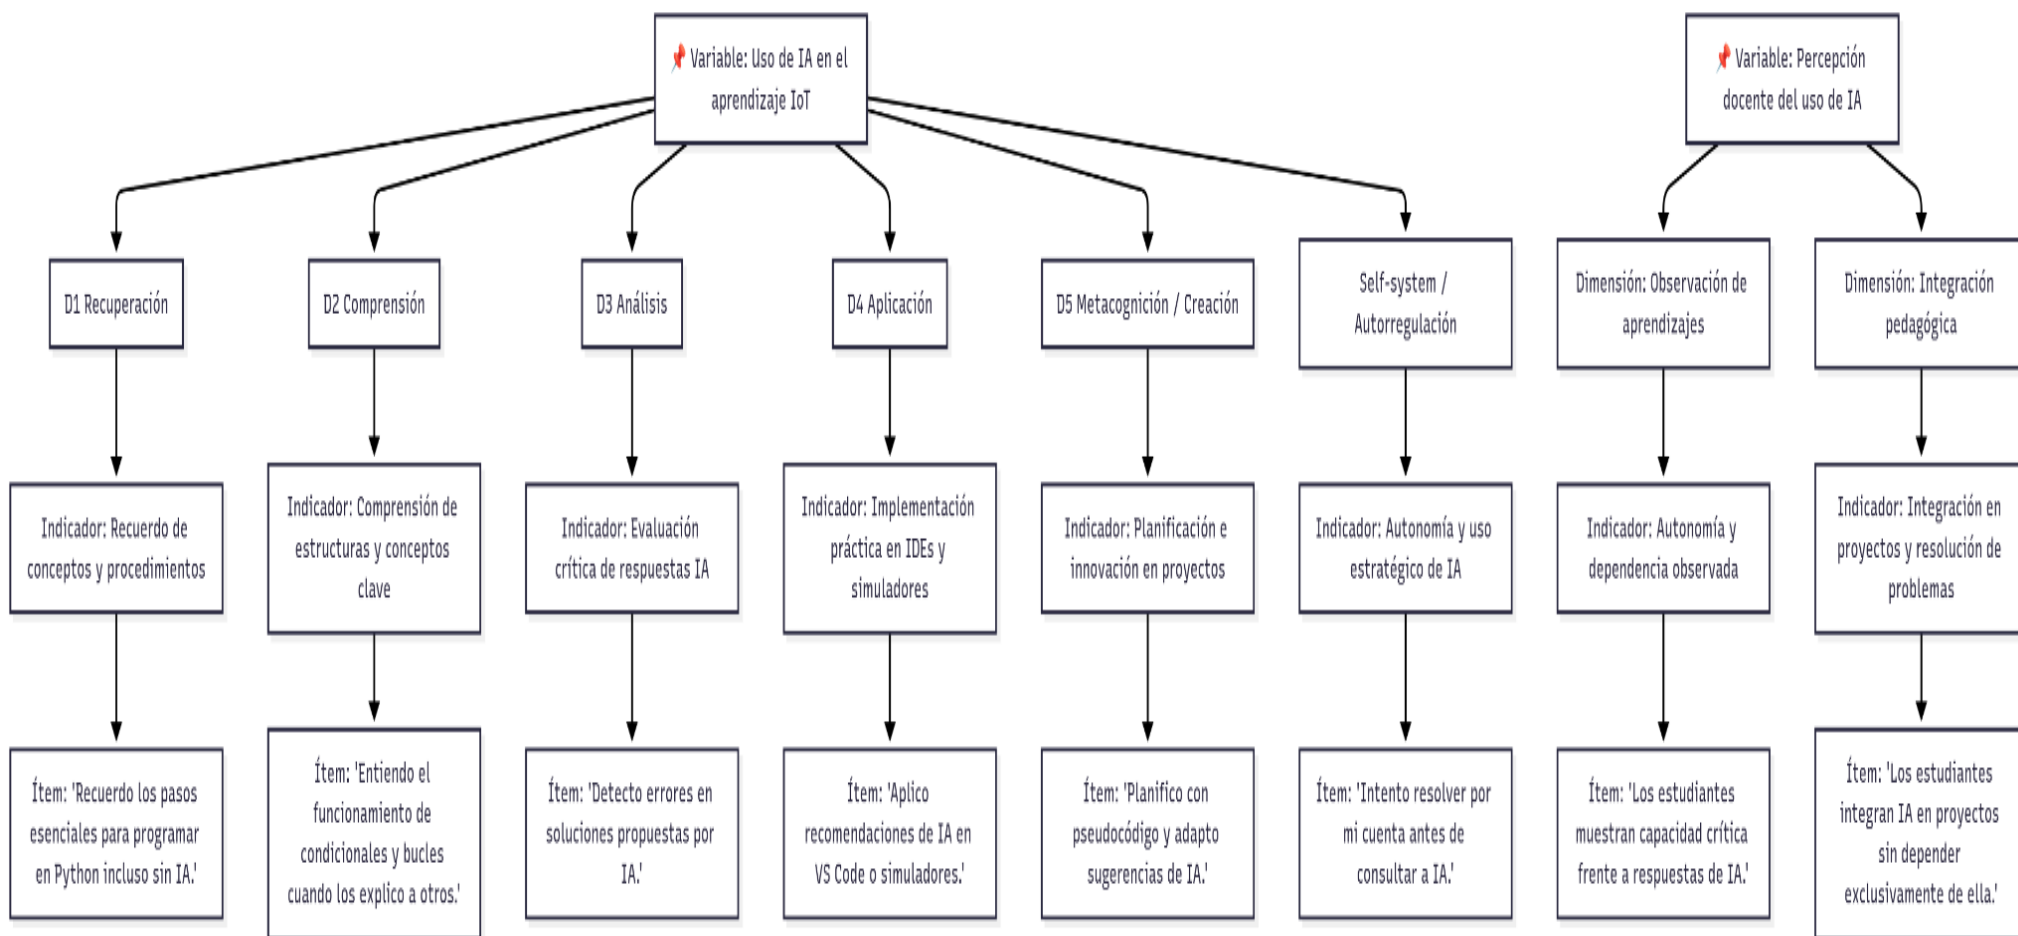 📌 Variable: Uso de IA en el
aprendizaje IoT
📌 Variable: Percepción
docente del uso de IA
D1 Recuperación
D2 Comprensión
D3 Análisis
D4 Aplicación
D5 Metacognición / Creación
Self-system /
Autorregulación
Dimensión: Observación de
aprendizajes
Dimensión: Integración
pedagógica
Indicador: Recuerdo de
conceptos y procedimientos
Indicador: Comprensión de
estructuras y conceptos
clave
Indicador: Evaluación
crítica de respuestas IA
Indicador: Implementación
práctica en IDEs y
simuladores
Indicador: Planificación e
innovación en proyectos
Indicador: Autonomía y uso
estratégico de IA
Indicador: Autonomía y
dependencia observada
Indicador: Integración en
proyectos y resolución de
problemas
Ítem: 'Recuerdo los pasos
esenciales para programar
en Python incluso sin IA.'
Ítem: 'Entiendo el
funcionamiento de
condicionales y bucles
cuando los explico a otros.'
Ítem: 'Detecto errores en
soluciones propuestas por
IA.'
Ítem: 'Aplico
recomendaciones de IA en
VS Code o simuladores.'
Ítem: 'Planifico con
pseudocódigo y adapto
sugerencias de IA.'
Ítem: 'Intento resolver por
mi cuenta antes de
consultar a IA.'
Ítem: 'Los estudiantes
muestran capacidad crítica
frente a respuestas de IA.'
Ítem: 'Los estudiantes
integran IA en proyectos
sin depender
exclusivamente de ella.'